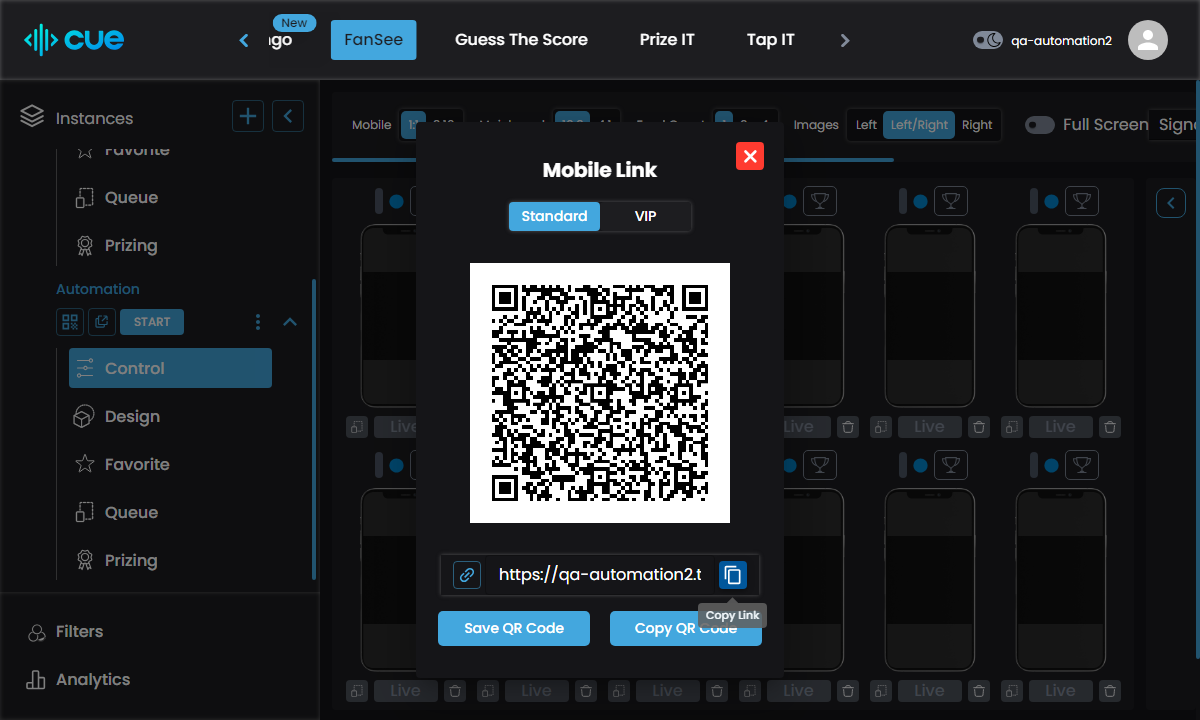 cue
New
FanSee
Guess The Score
Prize IT
Tap IT
qa-automation2
Instances
Favorite
Queue
Prizing
Automation
START
Control
Design
Favorite
Queue
Prizing
Filters
Analytics
Mobile
1:1
Images
Left
Left/Right
Right
Full Screen
Mobile Link
Standard
VIP
https://qa-automation2.t
Copy Link
Save QR Code
Copy QR Code
Live
Live
Live
Live
Live
Live
Live
Live
Live
Live